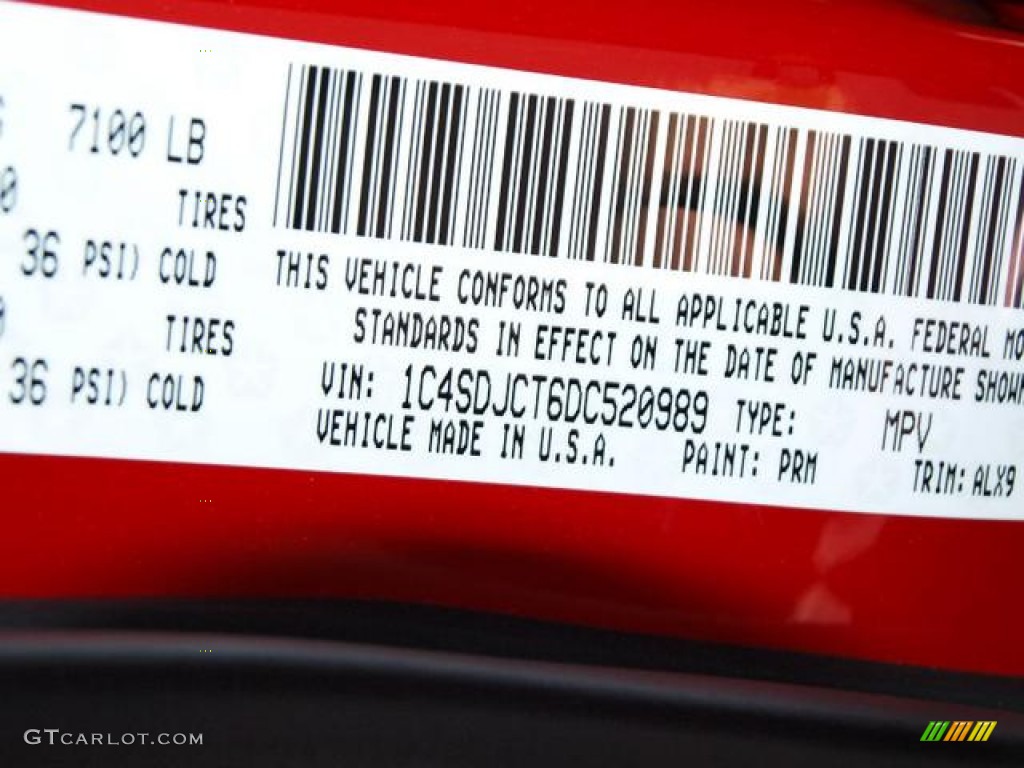 7100 LB
TIRES
36 PSI) COLD
TIRES
36 PSI) COLD
THIS VEHICLE CONFORMS TO ALL APPLICABLE U.S.A. FEDERAL
STANDARDS IN EFFECT ON THE DATE OF MANUFACTURE
VIN: 1C4SDJCT6DC520989 TYPE: MPV
VEHICLE MADE IN U.S.A. PAINT: PRM TRIM: ALX9
GTCARLOT.COM